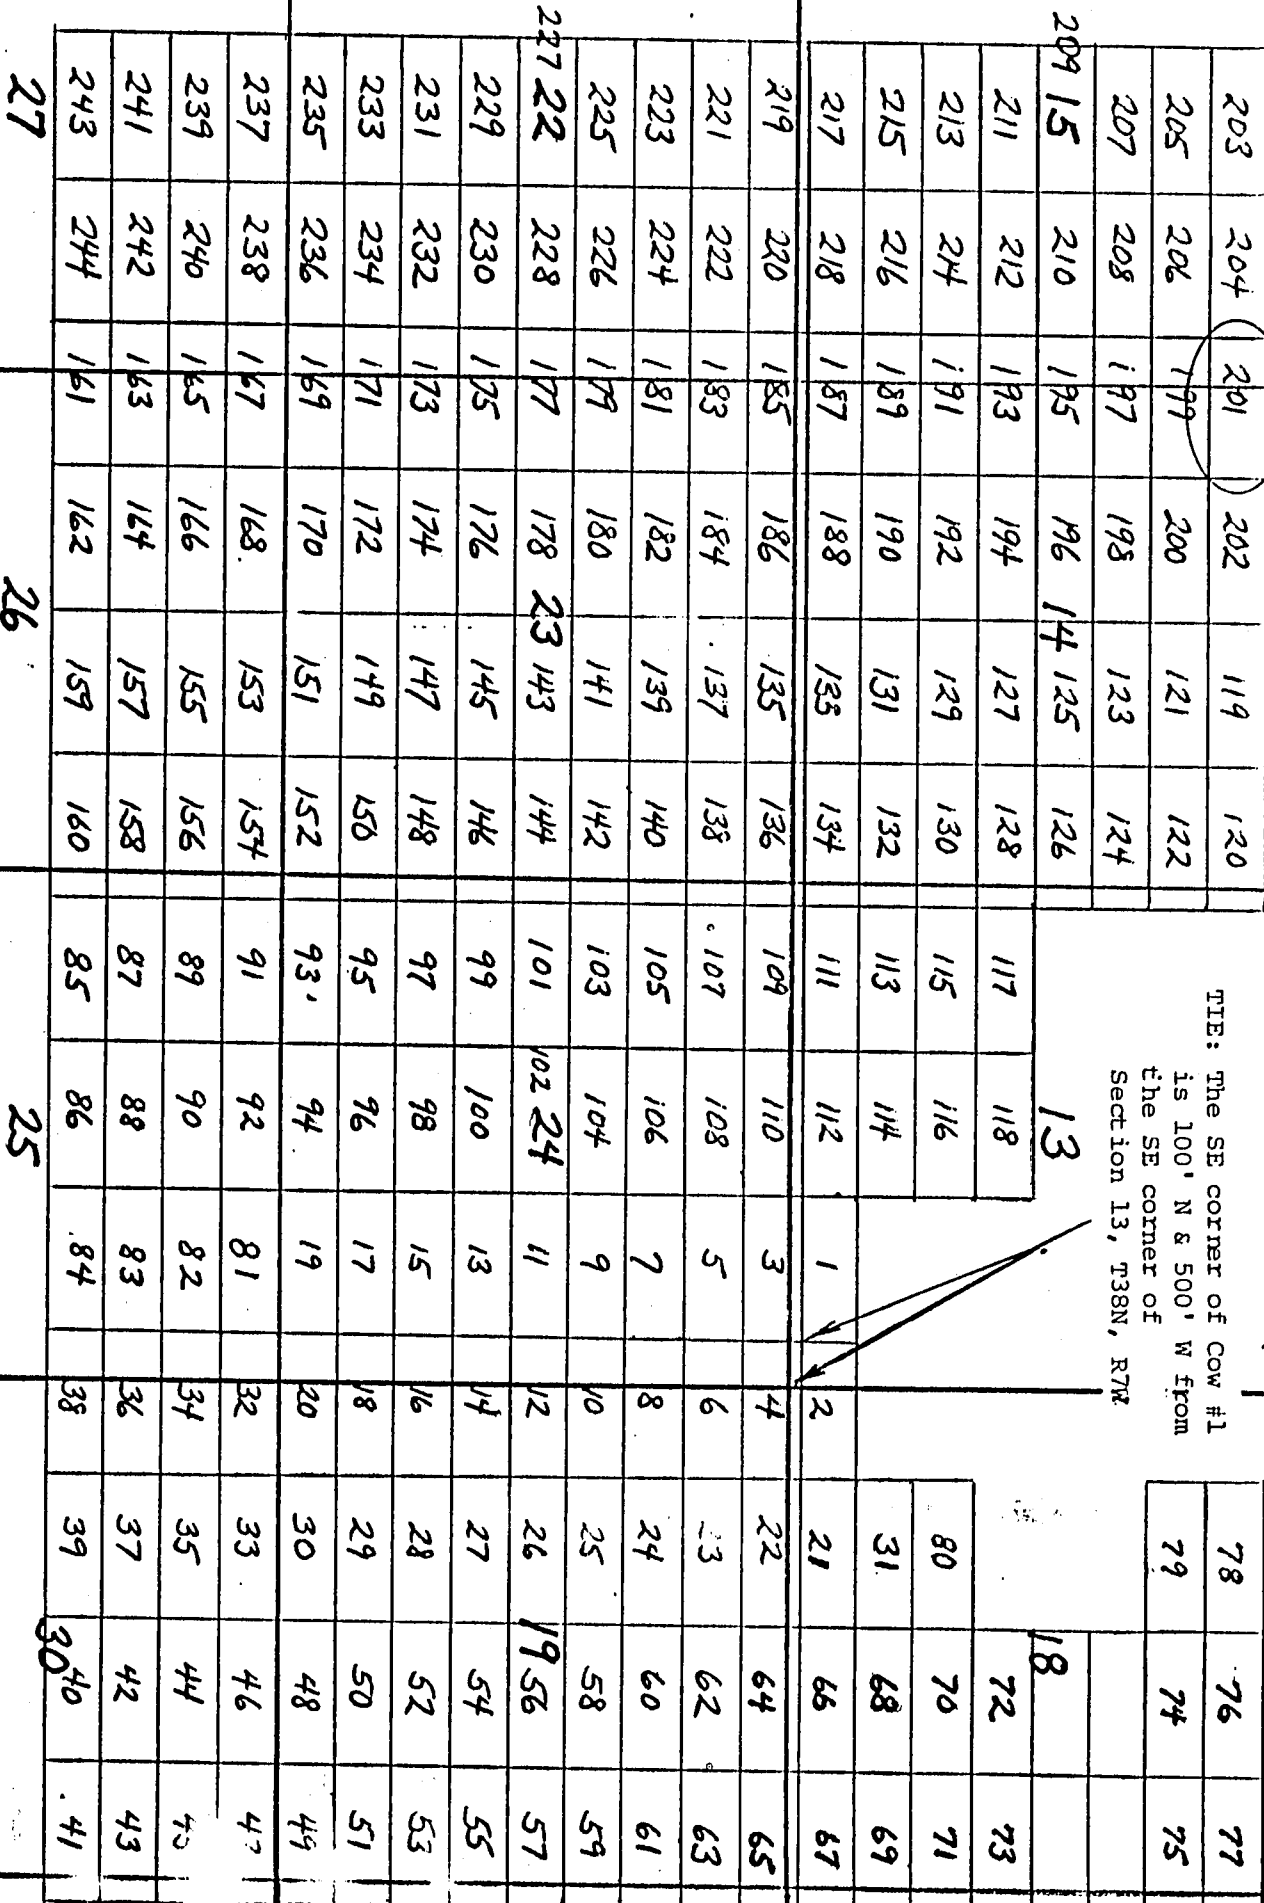 203 204 201 202 119 120 78 76 77
205 206 199 200 121 122 79 74 75
TIE: The SE corner of Cow #1
is 100' N & 500' W from
the SE corner of
Section 13, T38N, R7W
207 208 197 198 123 124
209 15 210 195 196 14 125 126 13 18
211 212 193 194 127 128 117 118 72 73
213 214 191 192 129 130 115 116 80 70 71
215 216 189 190 131 132 113 114 31 68 69
217 218 187 188 133 134 111 112 1 2 21 66 67
219 220 185 186 135 136 109 110 3 4 22 64 65
221 222 183 184 137 138 107 108 5 6 62 63
223 224 181 182 139 140 105 106 7 8 24 60 61
225 226 179 180 141 142 103 104 9 10 25 58 59
227 22 228 177 178 23 143 144 101 102 24 11 12 26 19 56 57
229 230 175 176 145 146 99 100 13 14 27 54 55
231 232 173 174 147 148 97 98 15 16 28 52 53
233 234 171 172 149 150 95 96 17 18 29 50 51
235 236 169 170 151 152 93 94 19 20 30 48 49
237 238 167 168 153 154 91 92 81 32 33 46
239 240 165 166 155 156 89 90 82 34 35 44
241 242 163 164 157 158 87 88 83 36 37 42 43
243 244 161 162 159 160 85 86 84 38 39 30 40 41
27 26 25